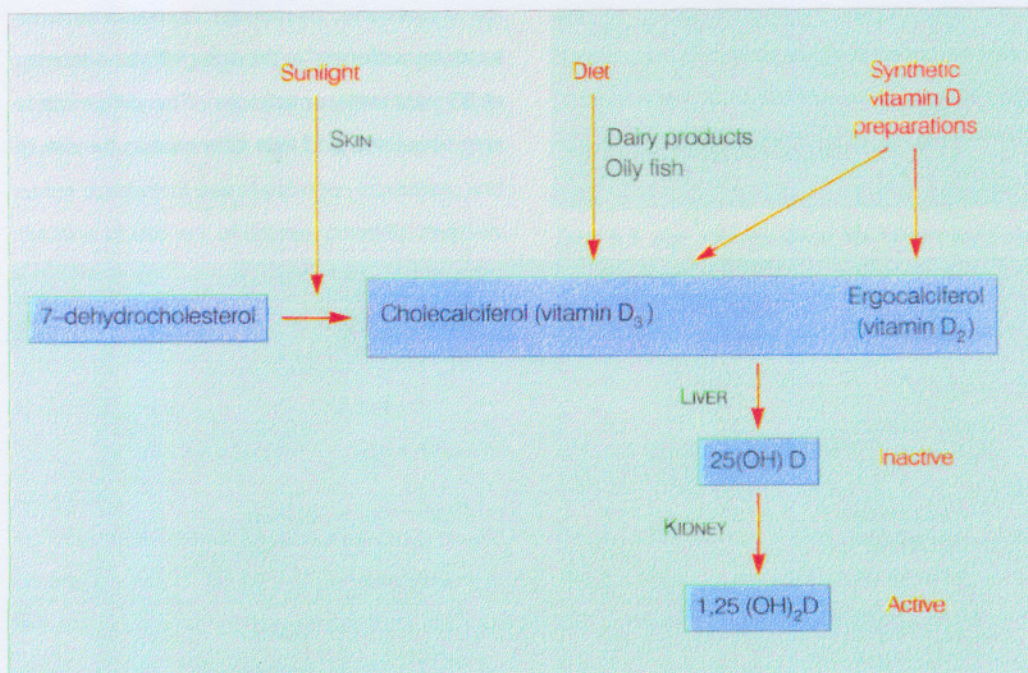 Sunlight
Diet
Synthetic
vitamin D
preparations
SKIN
Dairy products
Oily fish
7–dehydrocholesterol
Cholecalciferol (vitamin D₃)
Ergocalciferol
(vitamin D₂)
LIVER
25(OH) D
Inactive
KIDNEY
1,25 (OH)₂D
Active